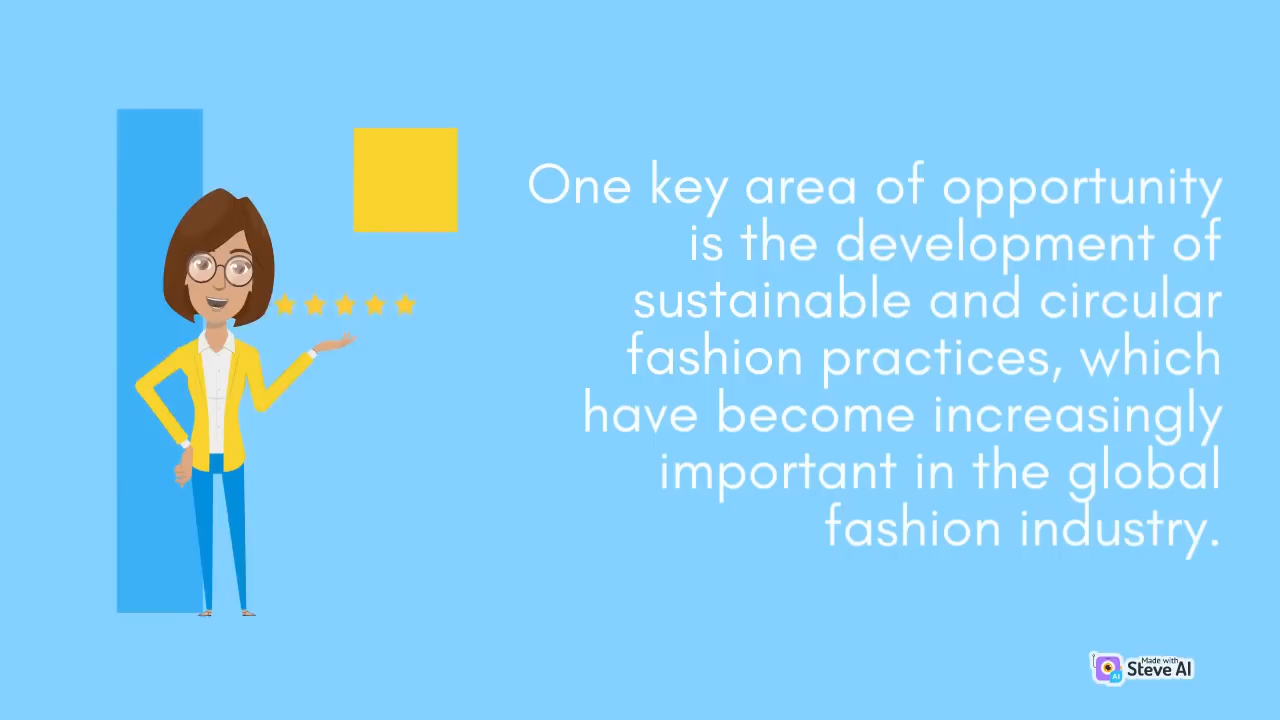 One key area of opportunity
is the development of
sustainable and circular
fashion practices, which
have become increasingly
important in the global
fashion industry.
Made with
Steve AI
AI